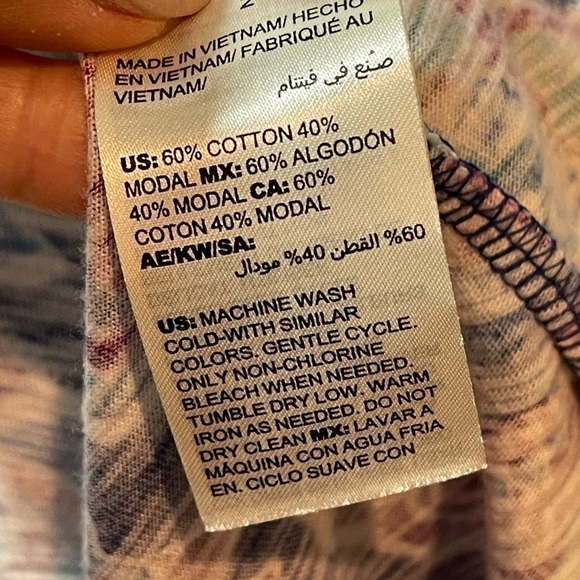 2
MADE IN VIETNAM/ HECHO
EN VIETNAM/ FABRIQUÉ AU
VIETNAM/
صنع في فيتنام
US: 60% COTTON 40%
MODAL MX: 60% ALGODÓN
40% MODAL CA: 60%
COTON 40% MODAL
AE/KW/SA:
60% القطن 40% مودال
US: MACHINE WASH
COLD-WITH SIMILAR
COLORS. GENTLE CYCLE.
ONLY NON-CHLORINE
BLEACH WHEN NEEDED.
TUMBLE DRY LOW. WARM
IRON AS NEEDED. DO NOT
DRY CLEAN MX: LAVAR A
MÁQUINA CON AGUA FRIA
EN. CICLO SUAVE CON